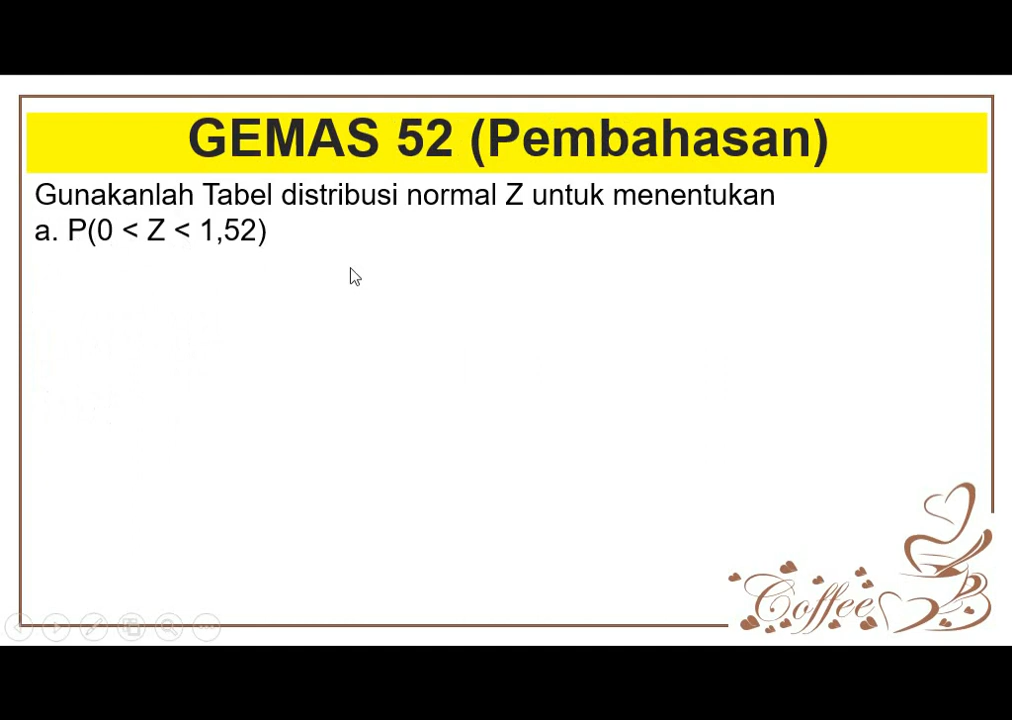 GEMAS 52 (Pembahasan)
Gunakanlah Tabel distribusi normal Z untuk menentukan
a. P(0 < Z < 1,52)
Coffee